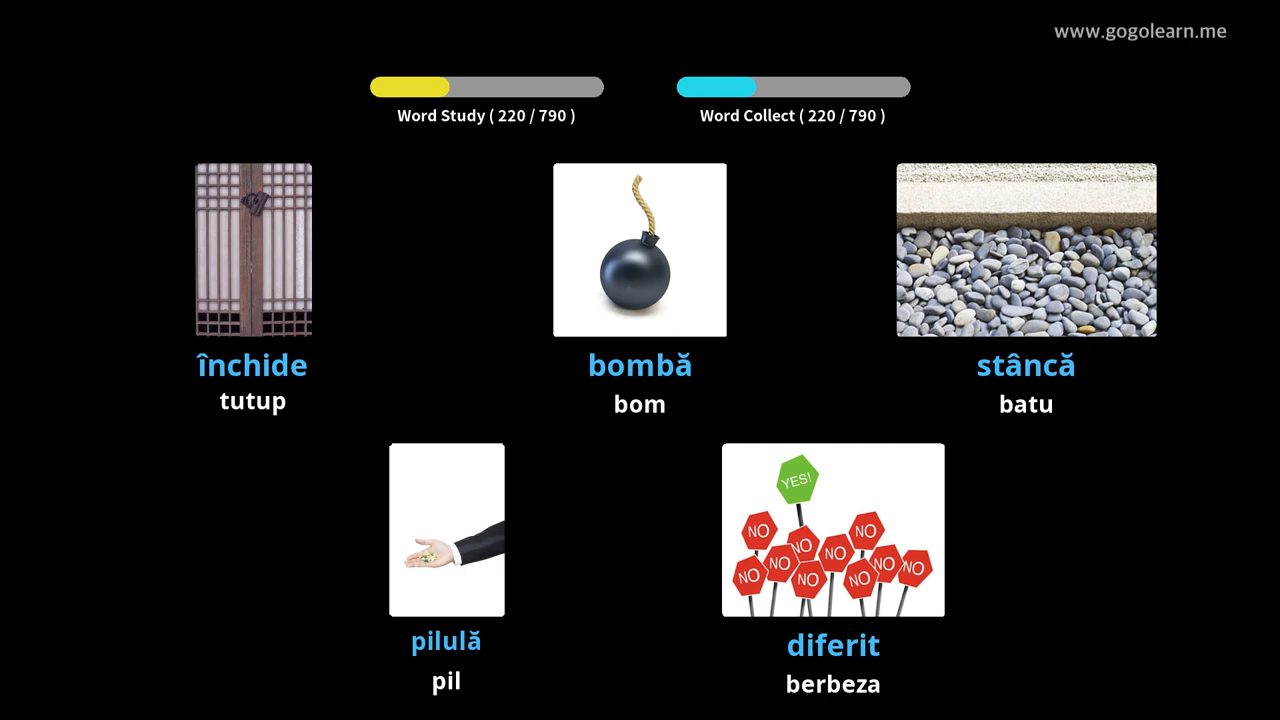 www.gogolearn.me
Word Study ( 220 / 790 )
Word Collect ( 220 / 790 )
închide
tutup
bombă
bom
stâncă
batu
YES!
NO
NO
NO
NO
NO
NO
NO
NO
NO
NO
pilulă
pil
diferit
berbeza